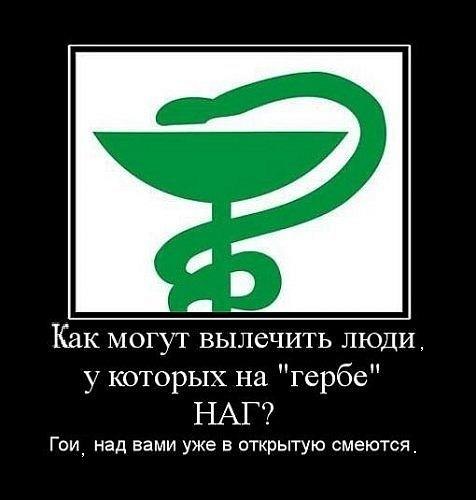 Как могут вылечить люди,
у которых на "гербе"
НАГ?
Гои, над вами уже в открытую смеются.